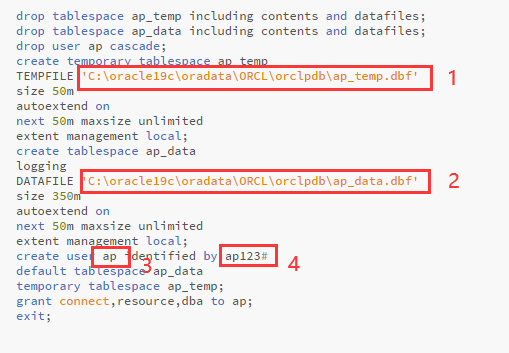 drop tablespace ap_temp including contents and datafiles;
drop tablespace ap_data including contents and datafiles;
drop user ap cascade;
create temporary tablespace ap_temp
TEMPFILE 'C:\oracle19c\oradata\ORCL\orclpdb\ap_temp.dbf' 1
size 50m
autoextend on
next 50m maxsize unlimited
extent management local;
create tablespace ap_data
logging
DATAFILE 'C:\oracle19c\oradata\ORCL\orclpdb\ap_data.dbf' 2
size 350m
autoextend on
next 50m maxsize unlimited
extent management local;
create user ap identified by ap123#
3 4
default tablespace ap_data
temporary tablespace ap_temp;
grant connect,resource,dba to ap;
exit;